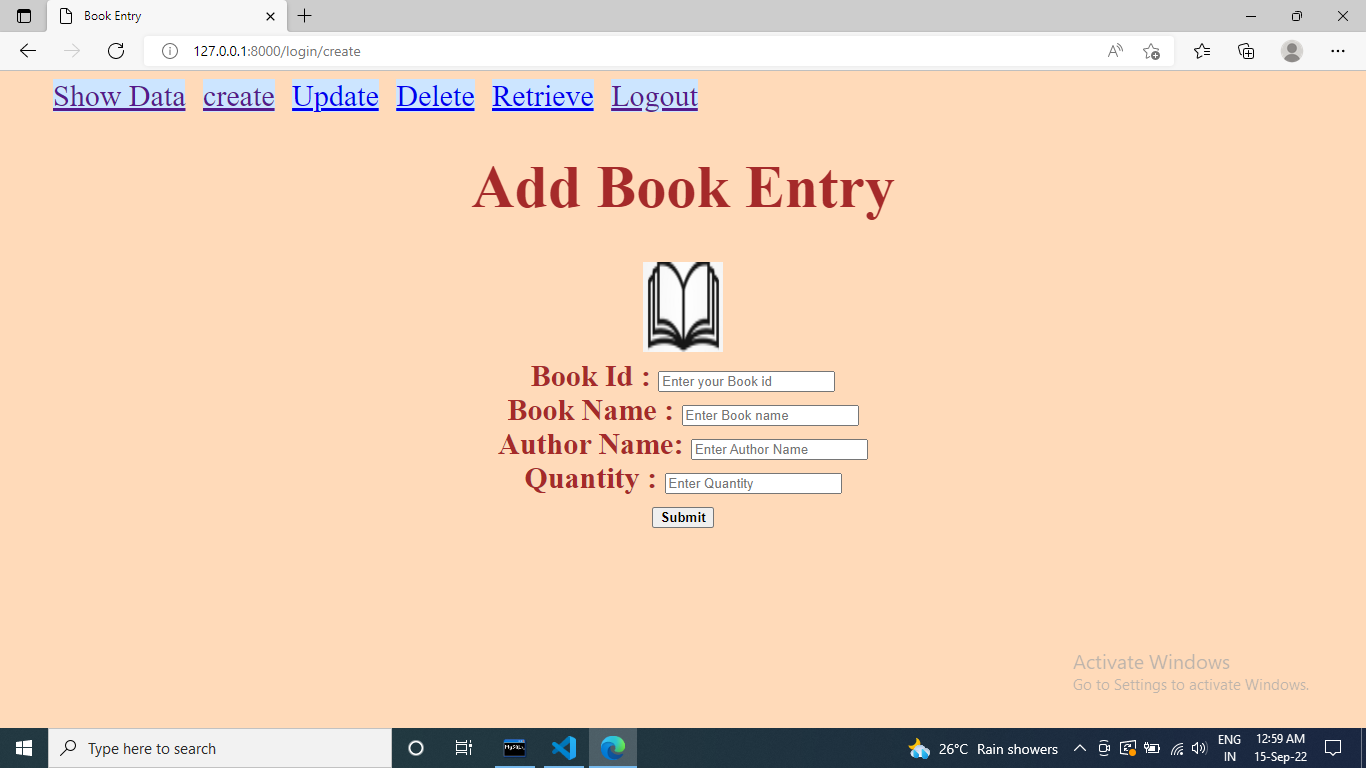 Book Entry
127.0.0.1:8000/login/create
Show Data create Update Delete Retrieve Logout
Add Book Entry
Book Id : Enter your Book id
Book Name : Enter Book name
Author Name: Enter Author Name
Quantity : Enter Quantity
Submit
Activate Windows
Go to Settings to activate Windows.
Type here to search
26°C Rain showers
ENG
IN
12:59 AM
15-Sep-22